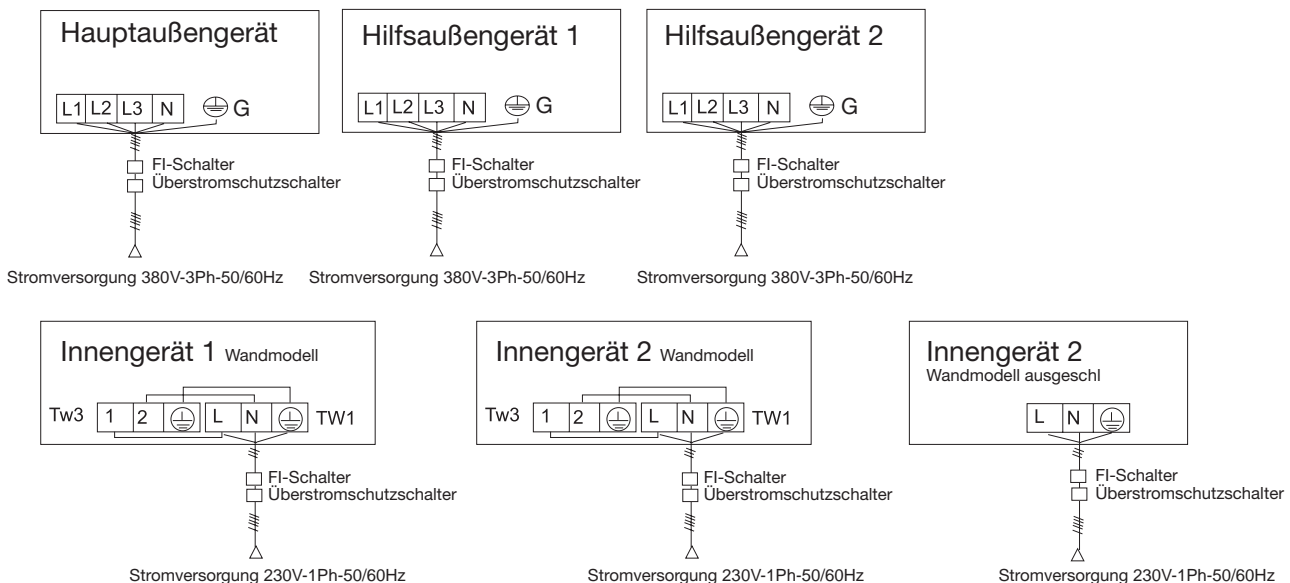 Hauptaußengerät
L1 L2 L3 N G
FI-Schalter
Überstromschutzschalter
Stromversorgung 380V-3Ph-50/60Hz
Hilfsaußengerät 1
L1 L2 L3 N G
FI-Schalter
Überstromschutzschalter
Stromversorgung 380V-3Ph-50/60Hz
Hilfsaußengerät 2
L1 L2 L3 N G
FI-Schalter
Überstromschutzschalter
Stromversorgung 380V-3Ph-50/60Hz
Innengerät 1 Wandmodell
Tw3 1 2 L N TW1
FI-Schalter
Überstromschutzschalter
Stromversorgung 230V-1Ph-50/60Hz
Innengerät 2 Wandmodell
Tw3 1 2 L N TW1
FI-Schalter
Überstromschutzschalter
Stromversorgung 230V-1Ph-50/60Hz
Innengerät 2
Wandmodell ausgeschl
L N
FI-Schalter
Überstromschutzschalter
Stromversorgung 230V-1Ph-50/60Hz